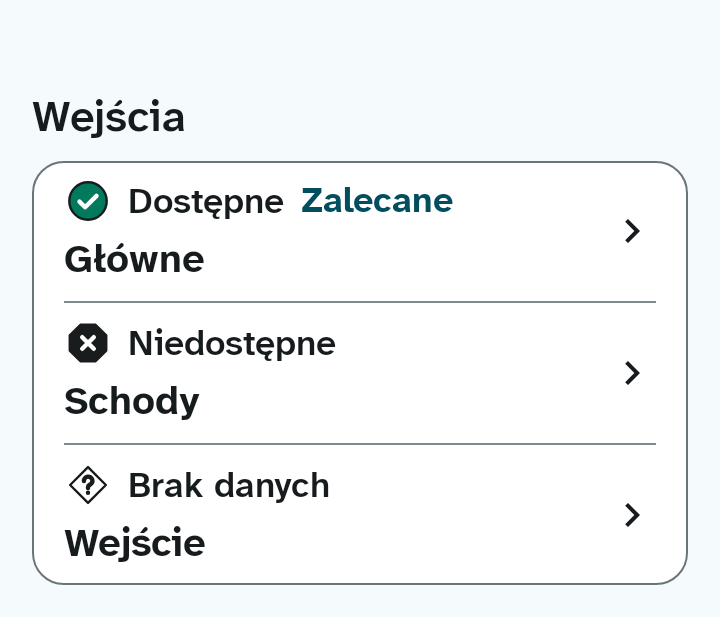 Wejścia
Dostępne Zalecane
Główne
Niedostępne
Schody
Brak danych
Wejście